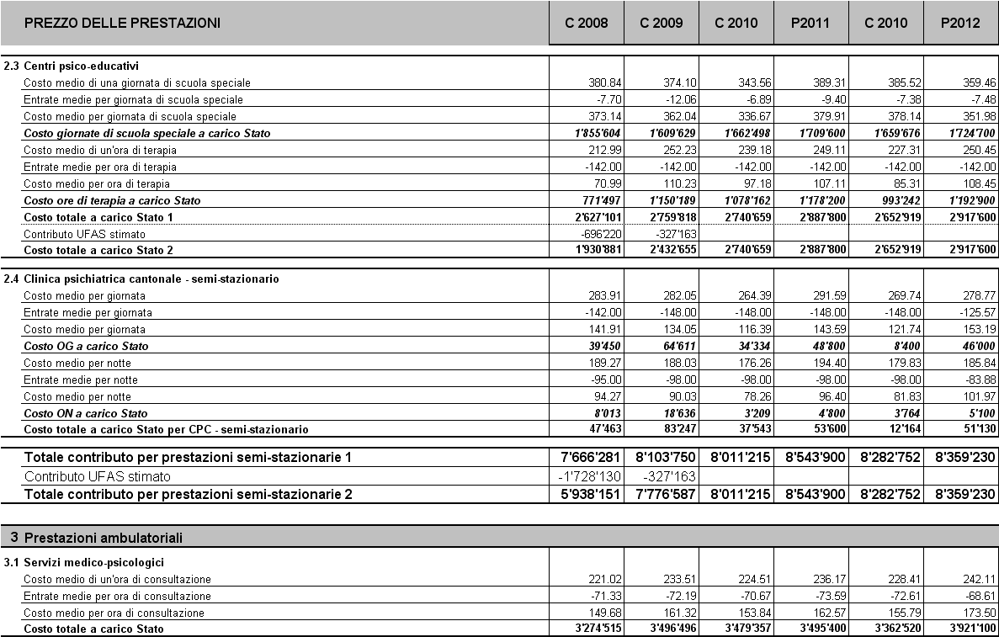 PREZZO DELLE PRESTAZIONI C 2008 C 2009 C 2010 P2011 C 2010 P2012
2.3 Centri psico-educativi
Costo medio di una giornata di scuola speciale 380.84 374.10 343.56 389.31 385.52 359.46
Entrate medie per giornata di scuola speciale -7.70 -12.06 -6.89 -9.40 -7.38 -7.48
Costo medio per giornata di scuola speciale 373.14 362.04 336.67 379.91 378.14 351.98
Costo giornate di scuola speciale a carico Stato 1'855'604 1'609'629 1'662'498 1'709'600 1'659'676 1'724'700
Costo medio di un'ora di terapia 212.99 252.23 239.18 249.11 227.31 250.45
Entrate medie per ora di terapia -142.00 -142.00 -142.00 -142.00 -142.00 -142.00
Costo medio per ora di terapia 70.99 110.23 97.18 107.11 85.31 108.45
Costo ore di terapia a carico Stato 771'497 1'150'189 1'078'162 1'178'200 993'242 1'192'900
Costo totale a carico Stato 1 2'627'101 2'759'818 2'740'659 2'887'800 2'652'919 2'917'600
Contributo UFAS stimato -696'220 -327'163
Costo totale a carico Stato 2 1'930'881 2'432'655 2'740'659 2'887'800 2'652'919 2'917'600
2.4 Clinica psichiatrica cantonale - semi-stazionario
Costo medio per giornata 283.91 282.05 264.39 291.59 269.74 278.77
Entrate medie per giornata -142.00 -148.00 -148.00 -148.00 -148.00 -125.57
Costo medio per giornata 141.91 134.05 116.39 143.59 121.74 153.19
Costo OG a carico Stato 39'450 64'611 34'334 48'800 8'400 46'000
Costo medio per notte 189.27 188.03 176.26 194.40 179.83 185.84
Entrate medie per notte -95.00 -98.00 -98.00 -98.00 -98.00 -83.88
Costo medio per notte 94.27 90.03 78.26 96.40 81.83 101.97
Costo ON a carico Stato 8'013 18'636 3'209 4'800 3'764 5'100
Costo totale a carico Stato per CPC - semi-stazionario 47'463 83'247 37'543 53'600 12'164 51'130
Totale contributo per prestazioni semi-stazionarie 1 7'666'281 8'103'750 8'011'215 8'543'900 8'282'752 8'359'230
Contributo UFAS stimato -1'728'130 -327'163
Totale contributo per prestazioni semi-stazionarie 2 5'938'151 7'776'587 8'011'215 8'543'900 8'282'752 8'359'230
3 Prestazioni ambulatoriali
3.1 Servizi medico-psicologici
Costo medio di un'ora di consultazione 221.02 233.51 224.51 236.17 228.41 242.11
Entrate medie per ora di consultazione -71.33 -72.19 -70.67 -73.59 -72.61 -68.61
Costo medio per ora di consultazione 149.68 161.32 153.84 162.57 155.79 173.50
Costo totale a carico Stato 3'274'515 3'496'496 3'479'357 3'495'400 3'362'520 3'921'100